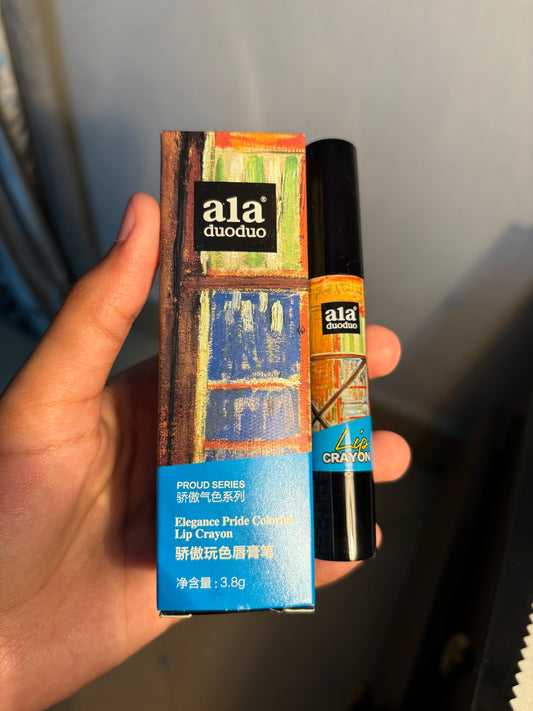 ala®
duoduo
PROUD SERIES
骄傲气色系列
Elegance Pride Colorful
Lip Crayon
骄傲玩色唇膏笔
净含量：3.8g
ala
duoduo
Lip
CRAYON